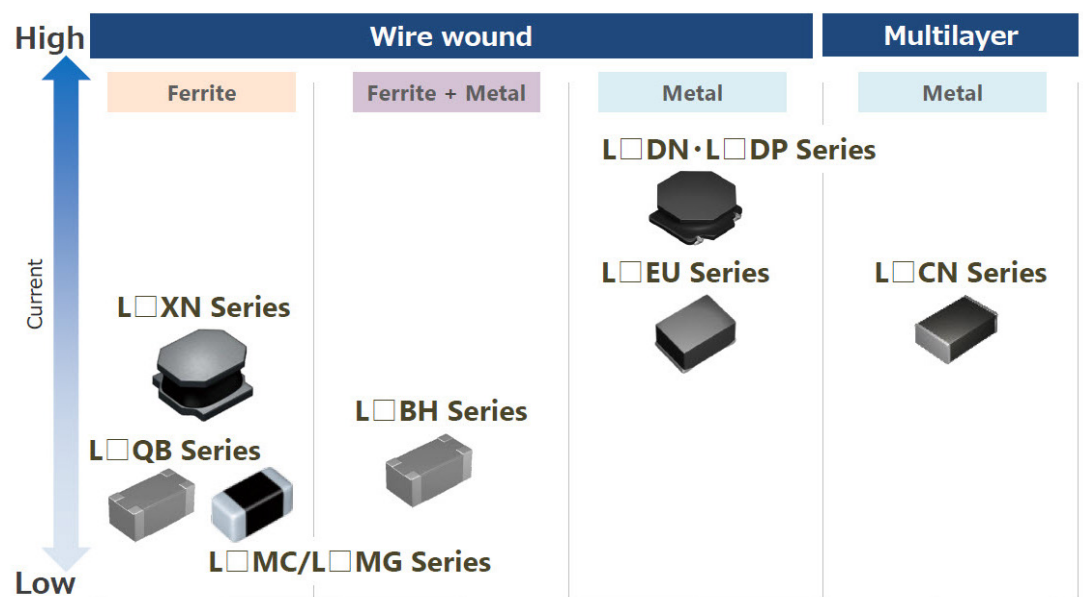 High
Wire wound
Multilayer
Ferrite
Ferrite + Metal
Metal
Metal
L□DN・L□DP Series
L□EU Series
L□CN Series
Current
L□XN Series
L□BH Series
L□QB Series
L□MC/L□MG Series
Low